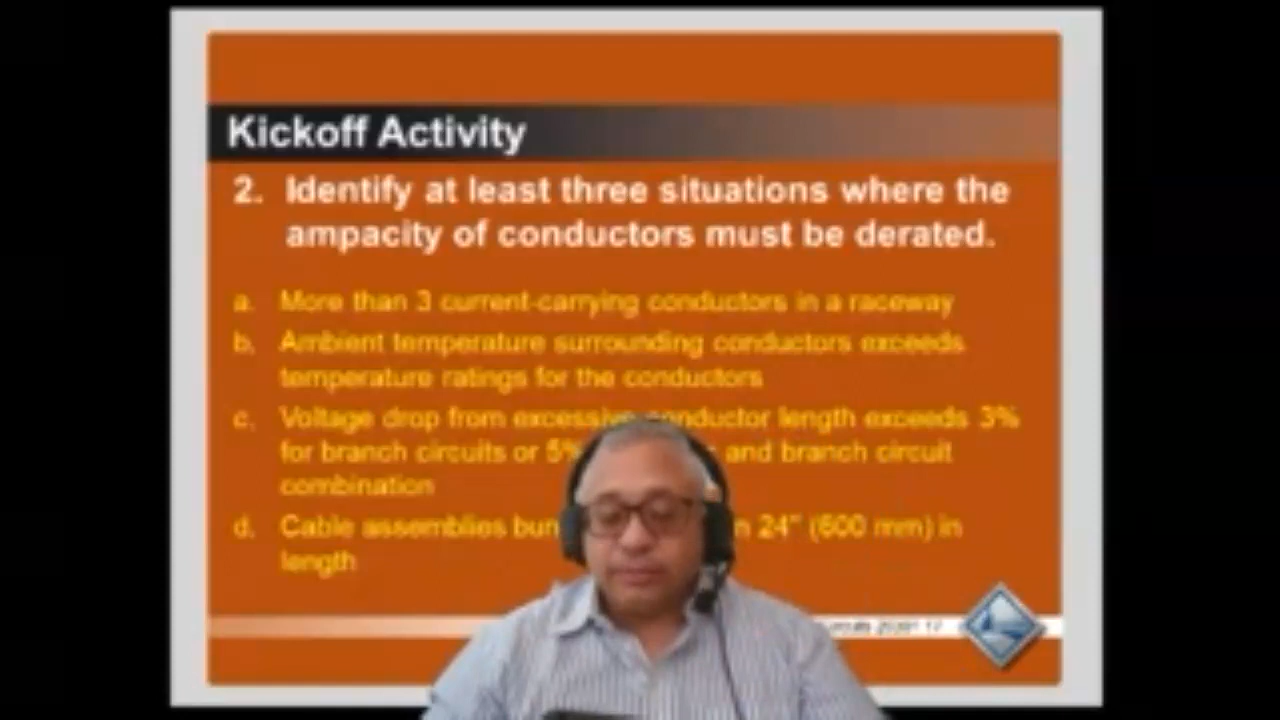 Kickoff Activity
2. Identify at least three situations where the
ampacity of conductors must be derated.
a. More than 3 current-carrying conductors in a raceway
b. Ambient temperature surrounding conductors exceeds
temperature ratings for the conductors
c. Voltage drop from excessive conductor length exceeds 3%
for branch circuits or 5% and branch circuit
combination
d. Cable assemblies 24" (600 mm) in
length